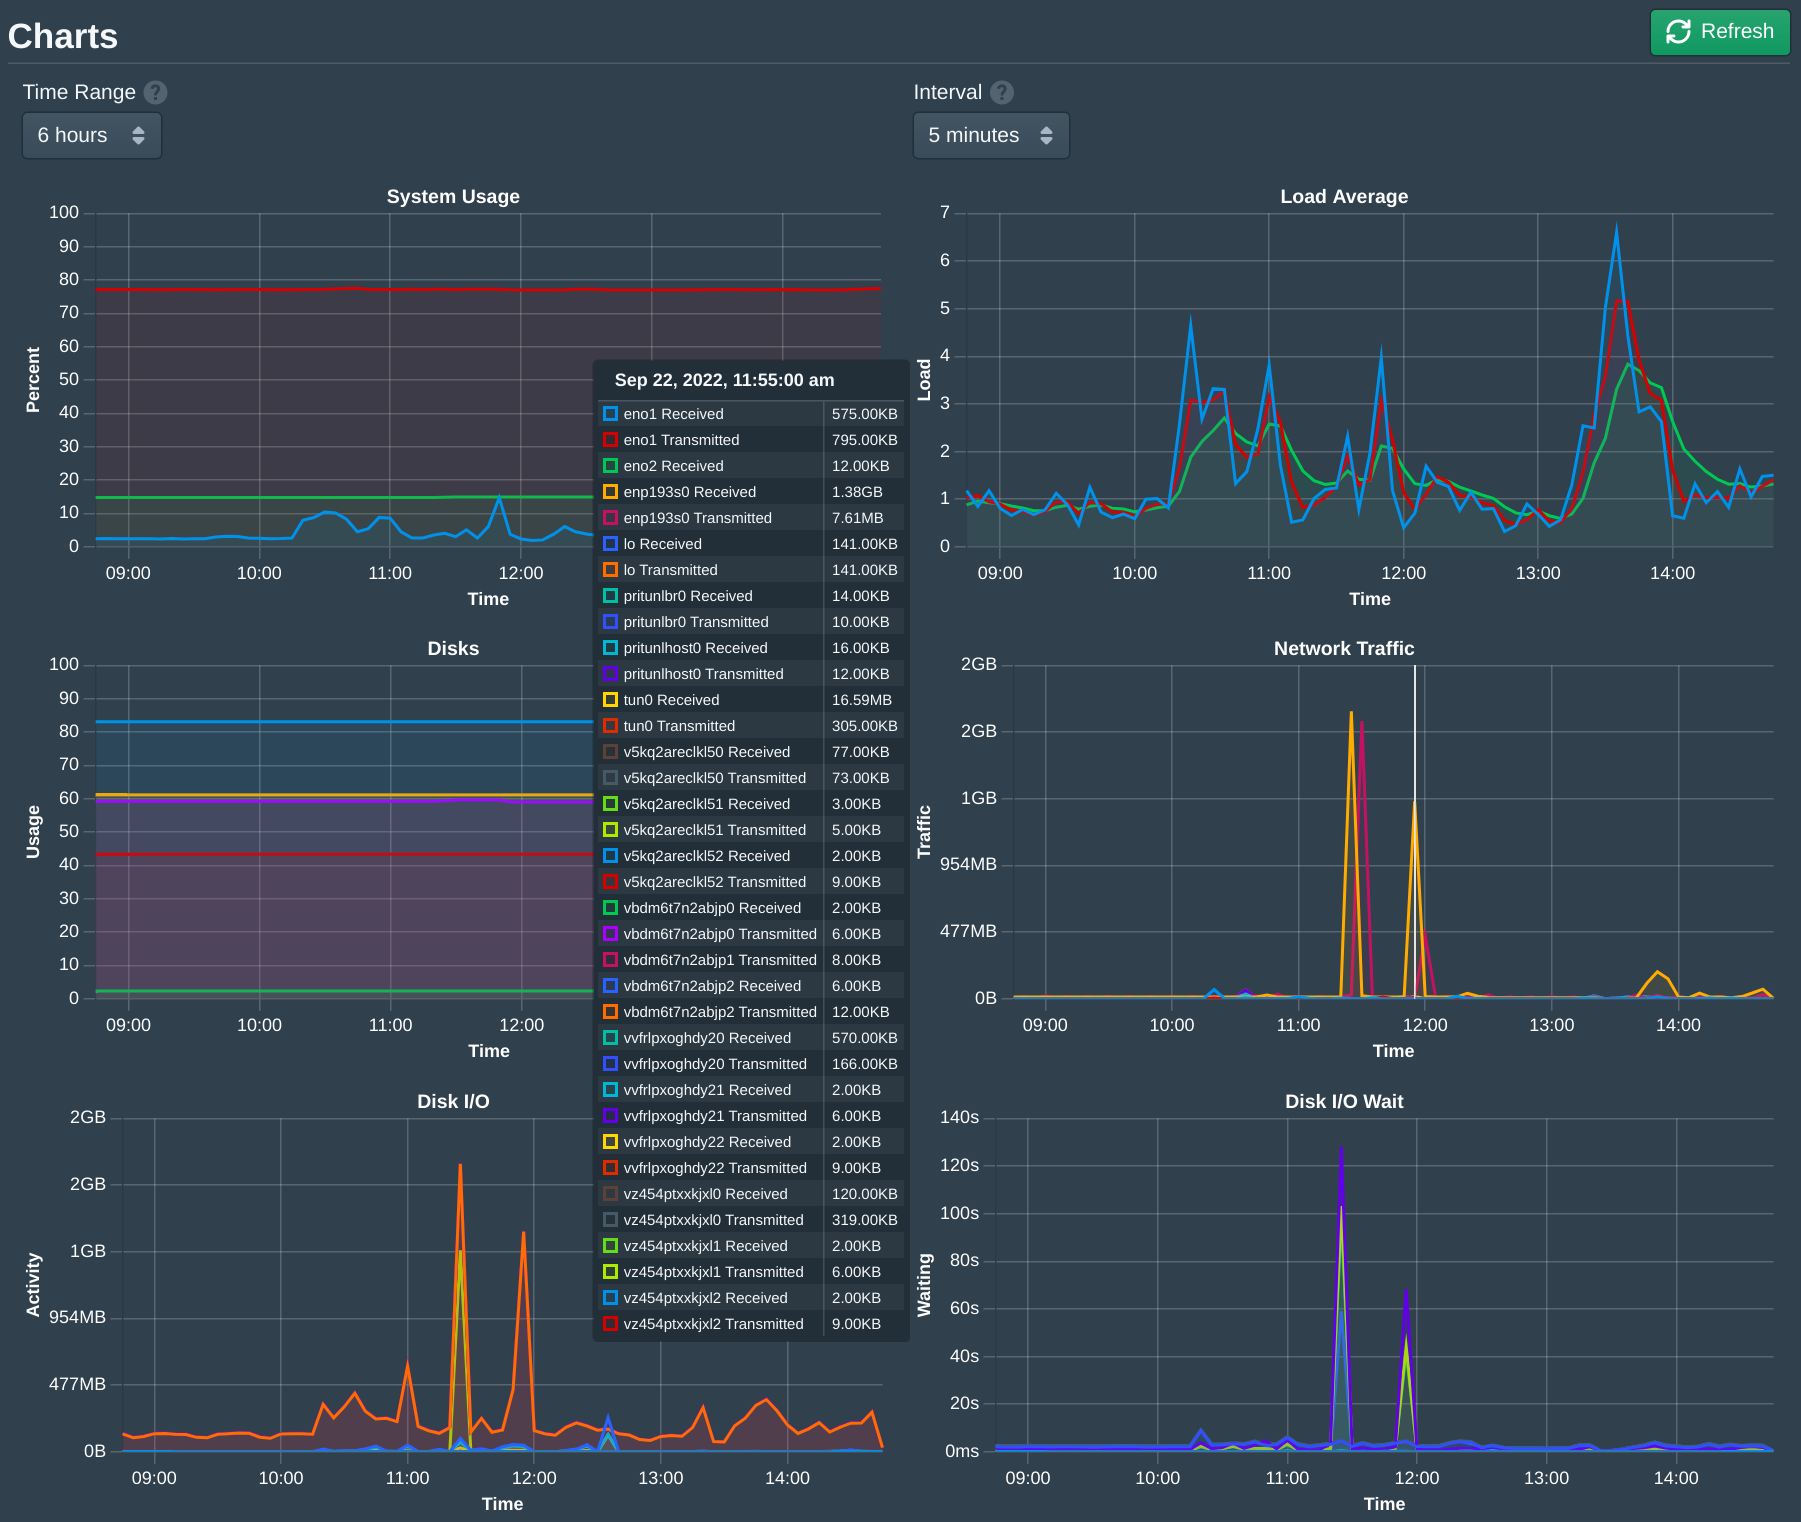 Charts
Refresh
Time Range ?
Interval ?
6 hours
5 minutes
System Usage
100
90
80
70
60
50
40
30
20
10
0
Percent
09:00 10:00 11:00 12:00
Time
Load Average
7
6
5
4
3
2
1
0
Load
09:00 10:00 11:00 12:00 13:00 14:00
Time
Sep 22, 2022, 11:55:00 am
eno1 Received 575.00KB
eno1 Transmitted 795.00KB
eno2 Received 12.00KB
enp193s0 Received 1.38GB
enp193s0 Transmitted 7.61MB
lo Received 141.00KB
lo Transmitted 141.00KB
pritunlbr0 Received 14.00KB
pritunlbr0 Transmitted 10.00KB
pritunlhost0 Received 16.00KB
pritunlhost0 Transmitted 12.00KB
tun0 Received 16.59MB
tun0 Transmitted 305.00KB
v5kq2areclkl50 Received 77.00KB
v5kq2areclkl50 Transmitted 73.00KB
v5kq2areclkl51 Received 3.00KB
v5kq2areclkl51 Transmitted 5.00KB
v5kq2areclkl52 Received 2.00KB
v5kq2areclkl52 Transmitted 9.00KB
vbdm6t7n2abjp0 Received 2.00KB
vbdm6t7n2abjp0 Transmitted 6.00KB
vbdm6t7n2abjp1 Transmitted 8.00KB
vbdm6t7n2abjp2 Received 6.00KB
vbdm6t7n2abjp2 Transmitted 12.00KB
vvfrlpxoghdy20 Received 570.00KB
vvfrlpxoghdy20 Transmitted 166.00KB
vvfrlpxoghdy21 Received 2.00KB
vvfrlpxoghdy21 Transmitted 6.00KB
vvfrlpxoghdy22 Received 2.00KB
vvfrlpxoghdy22 Transmitted 9.00KB
vz454ptxxkjxl0 Received 120.00KB
vz454ptxxkjxl0 Transmitted 319.00KB
vz454ptxxkjxl1 Received 2.00KB
vz454ptxxkjxl1 Transmitted 6.00KB
vz454ptxxkjxl2 Received 2.00KB
vz454ptxxkjxl2 Transmitted 9.00KB
Disks
100
90
80
70
60
50
40
30
20
10
0
Usage
09:00 10:00 11:00 12:00
Time
Network Traffic
2GB
2GB
1GB
954MB
477MB
0B
Traffic
09:00 10:00 11:00 12:00 13:00 14:00
Time
Disk I/O
2GB
2GB
1GB
954MB
477MB
0B
Activity
09:00 10:00 11:00 12:00 13:00 14:00
Time
Disk I/O Wait
140s
120s
100s
80s
60s
40s
20s
0ms
Waiting
09:00 10:00 11:00 12:00 13:00 14:00
Time